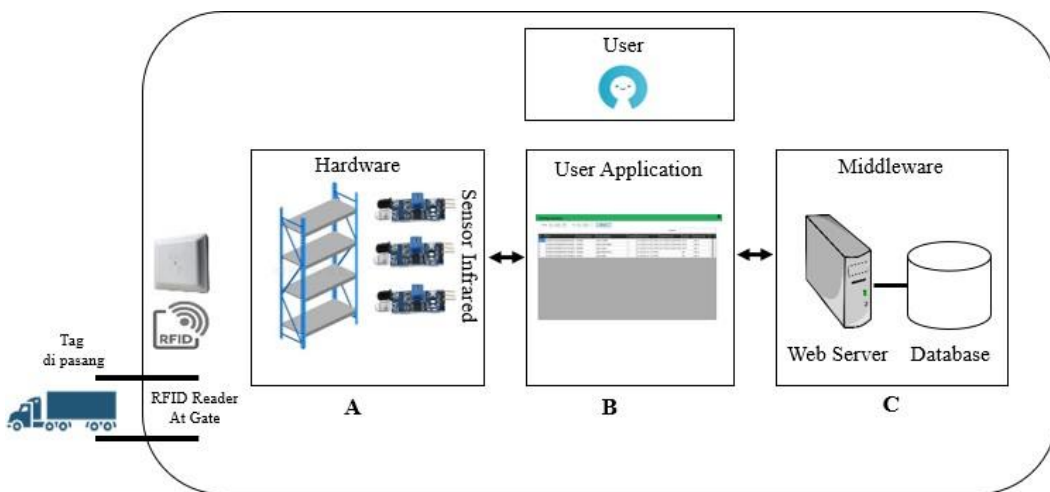 User
Hardware
Sensor Infrared
User Application
Middleware
Web Server
Database
RFID
Tag
di pasang
RFID Reader
At Gate
A
B
C